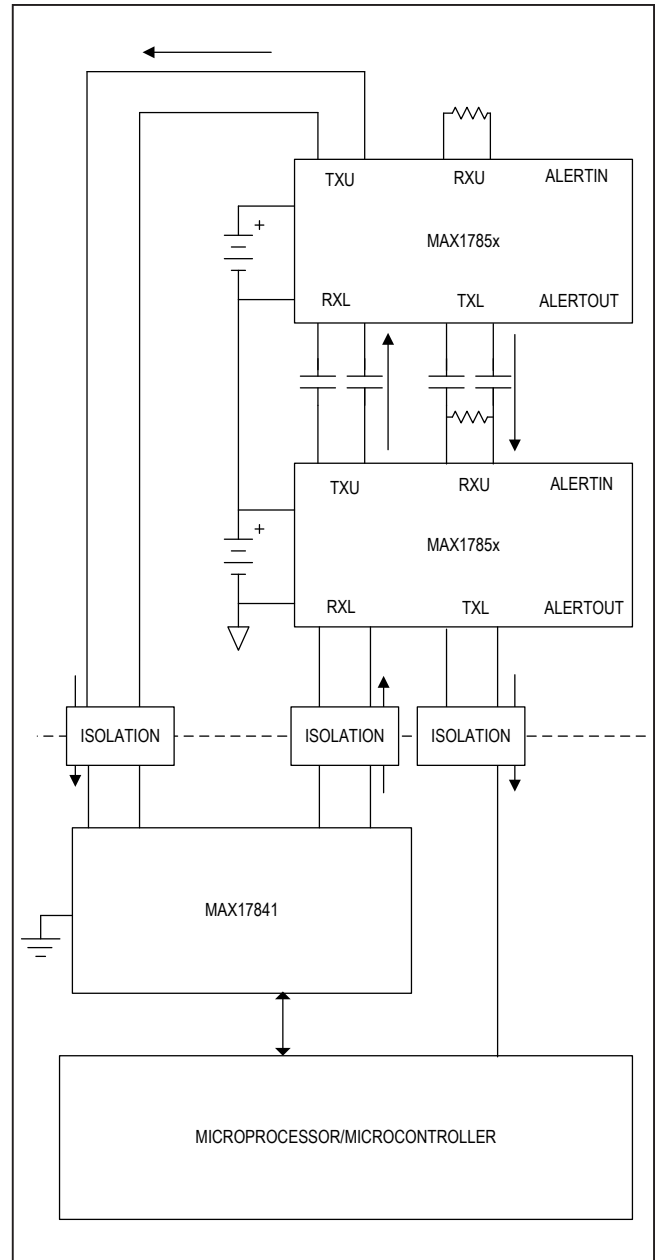 TXU RXU ALERTIN
MAX1785x
+
RXL TXL ALERTOUT
TXU RXU ALERTIN
MAX1785x
+
RXL TXL ALERTOUT
ISOLATION ISOLATION ISOLATION
MAX17841
MICROPROCESSOR/MICROCONTROLLER